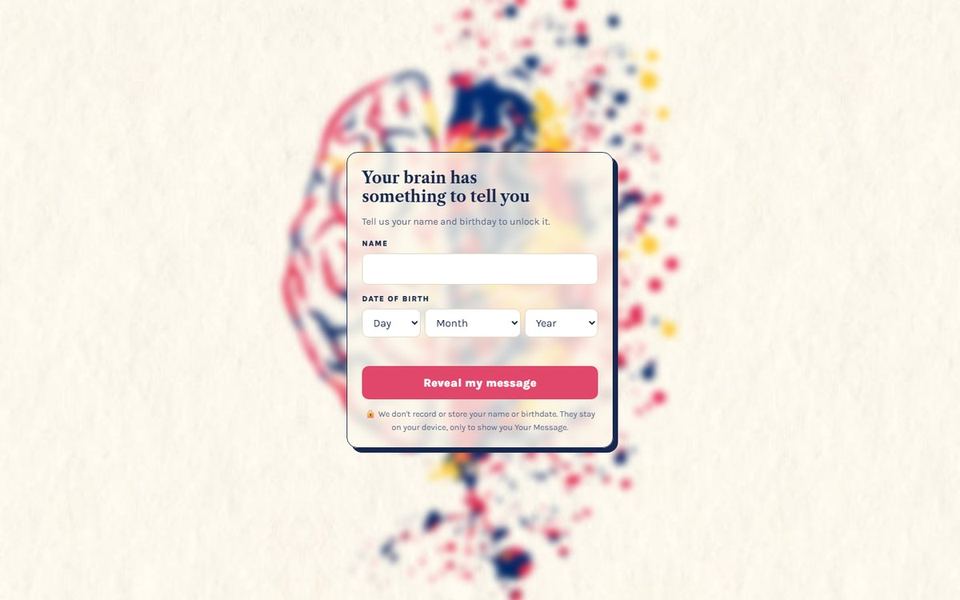 Your brain has
something to tell you
Tell us your name and birthday to unlock it.
NAME
DATE OF BIRTH
Day Month Year
Reveal my message
🔒 We don't record or store your name or birthdate. They stay
on your device, only to show you Your Message.